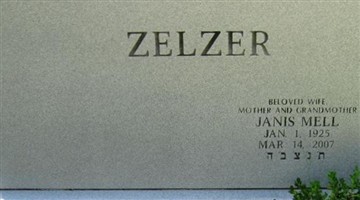 ZELZER
BELOVED WIFE
MOTHER AND GRANDMOTHER
JANIS MELL
JAN. 1, 1925
MAR. 14, 2007
ת נ צ ב ה